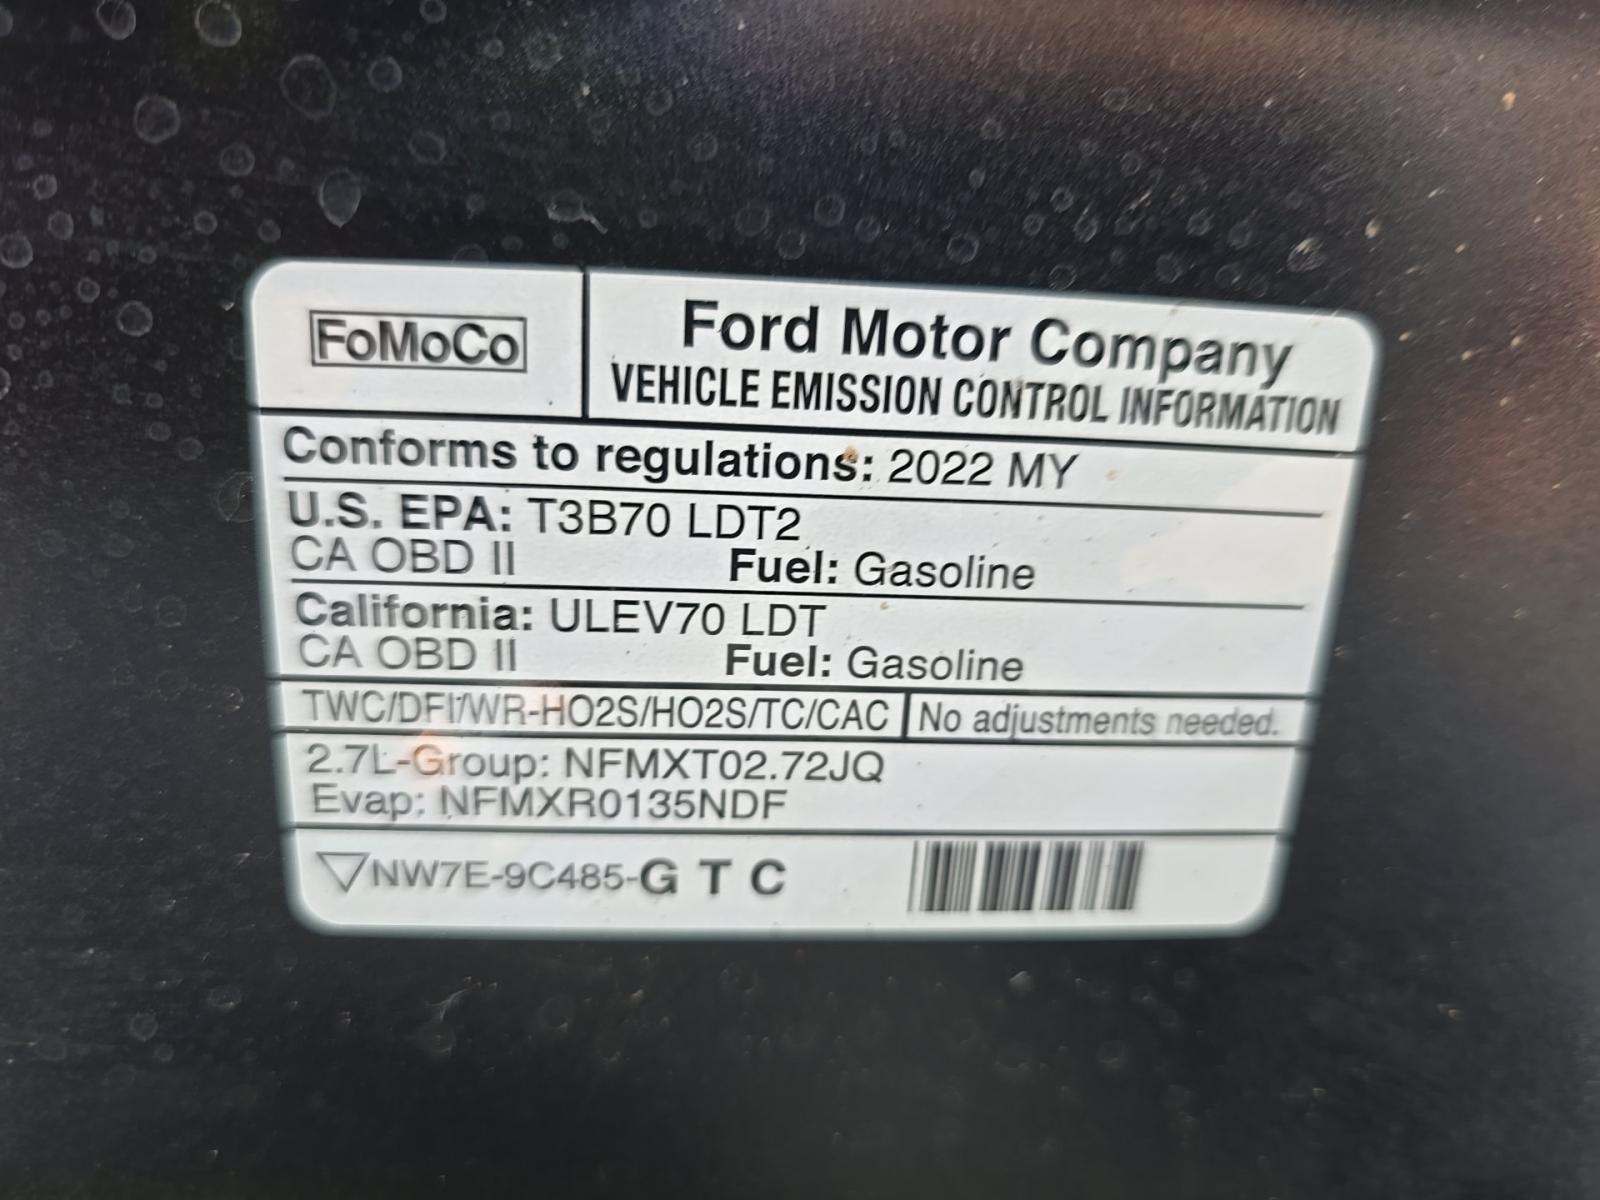 FoMoCo
Ford Motor Company
VEHICLE EMISSION CONTROL INFORMATION
Conforms to regulations: 2022 MY
U.S. EPA: T3B70 LDT2
CA OBD II Fuel: Gasoline
California: ULEV70 LDT
CA OBD II Fuel: Gasoline
TWC/DFI/WR-HO2S/HO2S/TC/CAC No adjustments needed.
2.7L-Group: NFMXT02.72JQ
Evap: NFMXR0135NDF
NW7E-9C485-G T C